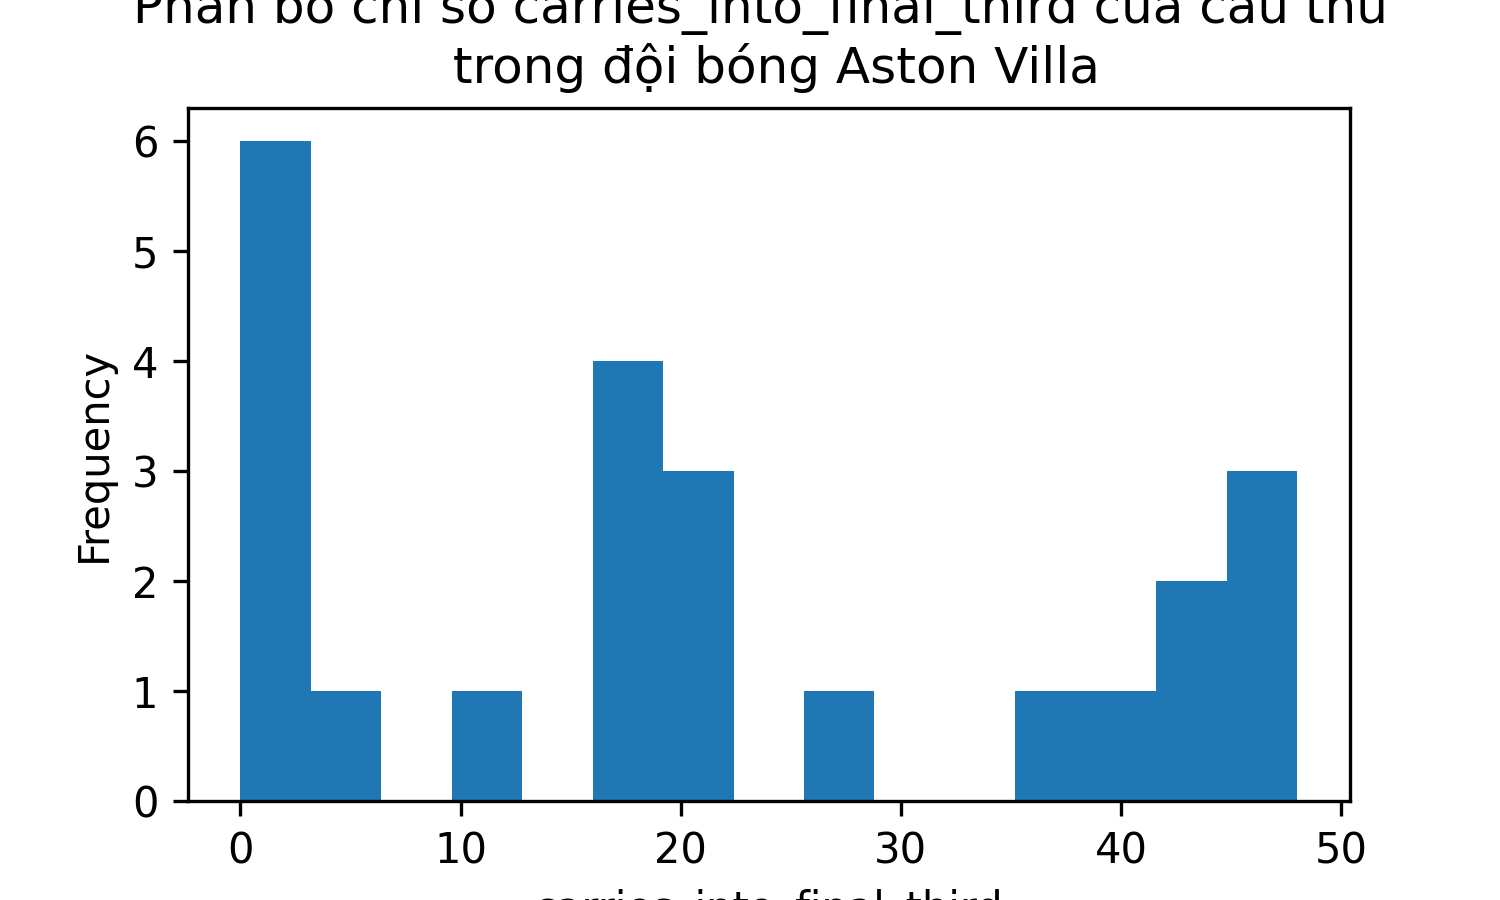 Phân bố chỉ số carries_into_final_third của cầu thủ
trong đội bóng Aston Villa
6
5
4
3
2
1
0
Frequency
0 10 20 30 40 50
carries_into_final_third